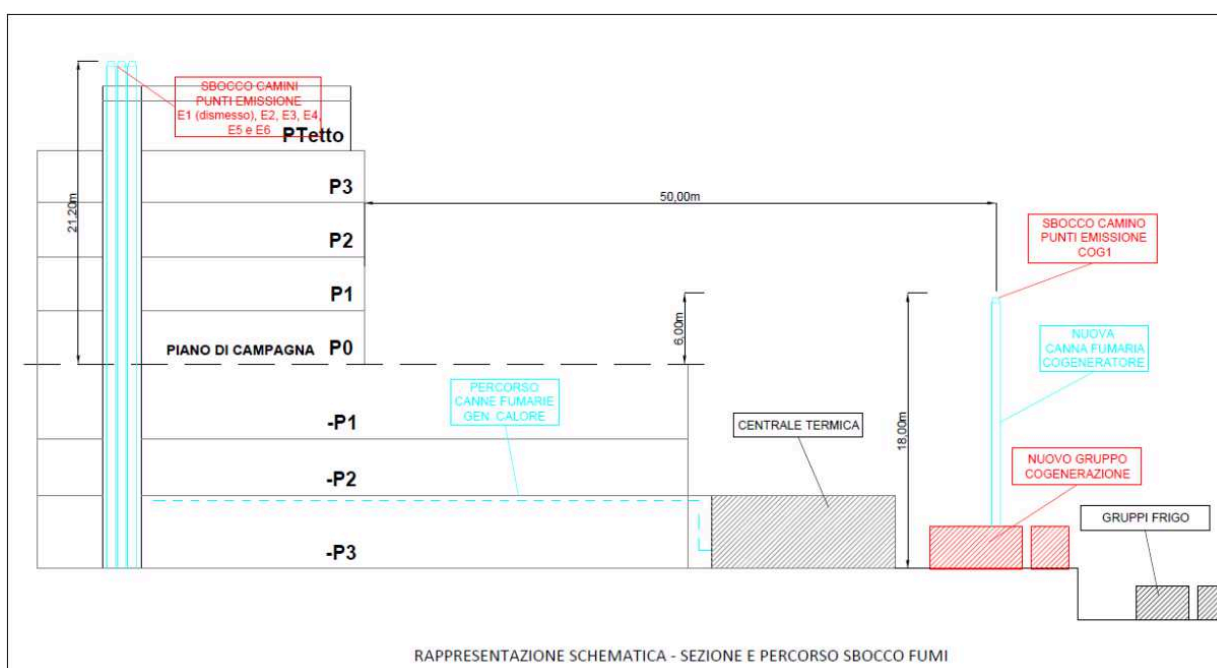 SBOCCO CAMINI
PUNTI EMISSIONE
E1 (dismesso), E2, E3, E4,
E5 e E6
PTetto
21,20m
P3
50,00m
P2
SBOCCO CAMINO
PUNTI EMISSIONE
COG1
P1
6,00m
PIANO DI CAMPAGNA P0
NUOVA
CANNA FUMARIA
COGENERATORE
PERCORSO
CANNE FUMARIE
GEN. CALORE
-P1
CENTRALE TERMICA
18,00m
-P2
NUOVO GRUPPO
COGENERAZIONE
GRUPPI FRIGO
-P3
RAPPRESENTAZIONE SCHEMATICA - SEZIONE E PERCORSO SBOCCO FUMI